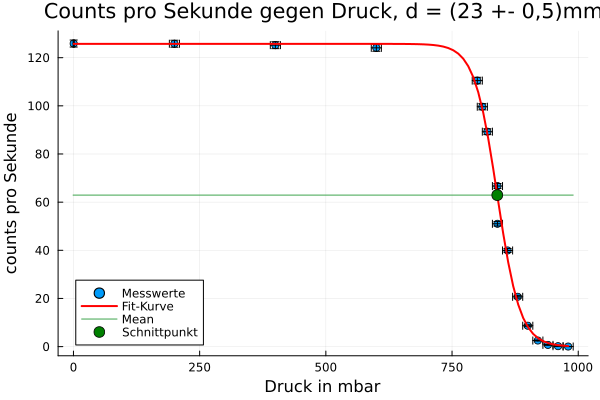 Counts pro Sekunde gegen Druck, d = (23 +- 0,5)mm
counts pro Sekunde
120
100
80
60
40
20
0
Messwerte
Fit-Kurve
Mean
Schnittpunkt
0
250
500
750
1000
Druck in mbar